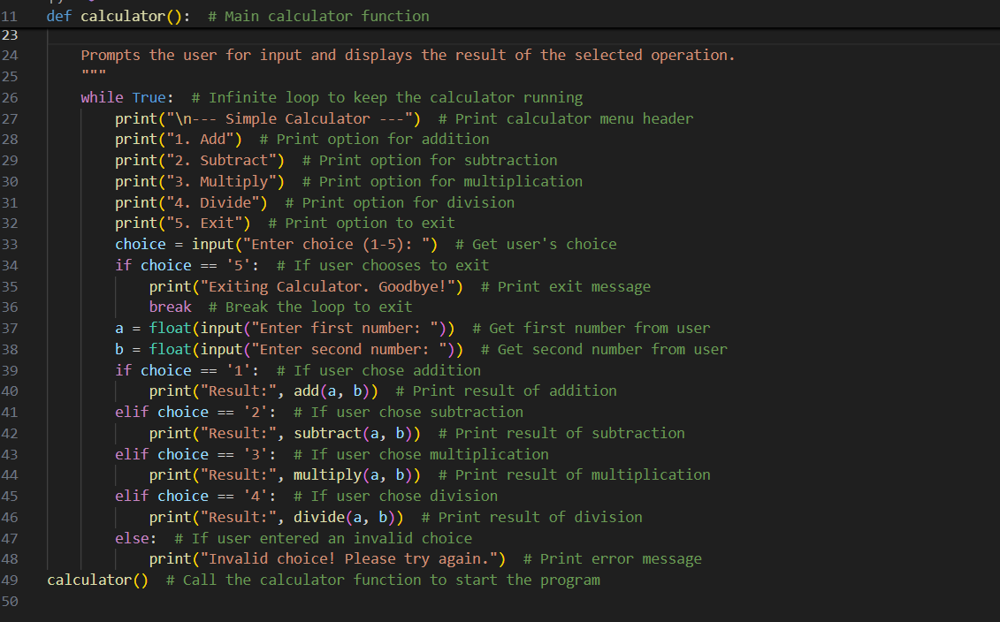 11 def calculator():  # Main calculator function
23
24     Prompts the user for input and displays the result of the selected operation.
25     """
26     while True:  # Infinite loop to keep the calculator running
27         print("\n--- Simple Calculator ---")  # Print calculator menu header
28         print("1. Add")  # Print option for addition
29         print("2. Subtract")  # Print option for subtraction
30         print("3. Multiply")  # Print option for multiplication
31         print("4. Divide")  # Print option for division
32         print("5. Exit")  # Print option to exit
33         choice = input("Enter choice (1-5): ")  # Get user's choice
34         if choice == '5':  # If user chooses to exit
35             print("Exiting Calculator. Goodbye!")  # Print exit message
36             break  # Break the loop to exit
37         a = float(input("Enter first number: "))  # Get first number from user
38         b = float(input("Enter second number: "))  # Get second number from user
39         if choice == '1':  # If user chose addition
40             print("Result:", add(a, b))  # Print result of addition
41         elif choice == '2':  # If user chose subtraction
42             print("Result:", subtract(a, b))  # Print result of subtraction
43         elif choice == '3':  # If user chose multiplication
44             print("Result:", multiply(a, b))  # Print result of multiplication
45         elif choice == '4':  # If user chose division
46             print("Result:", divide(a, b))  # Print result of division
47         else:  # If user entered an invalid choice
48             print("Invalid choice! Please try again.")  # Print error message
49 calculator()  # Call the calculator function to start the program
50